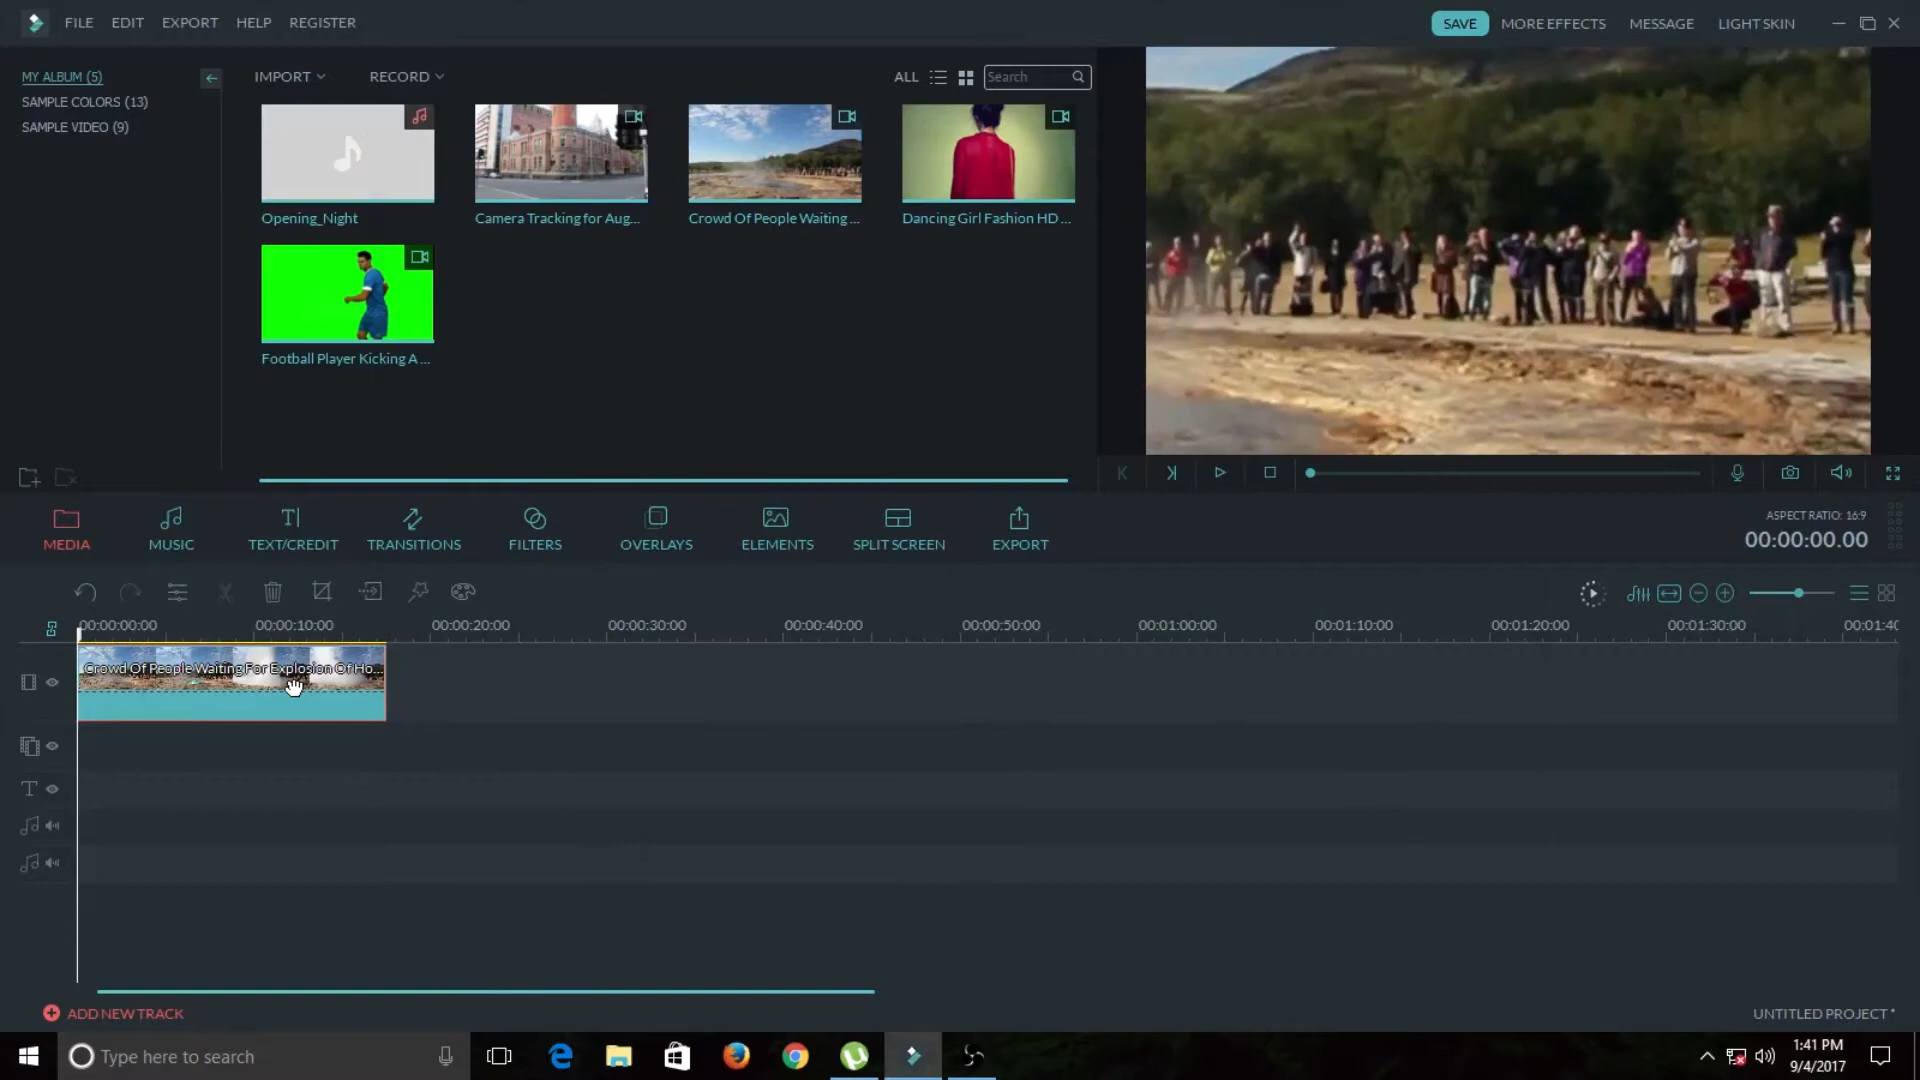 FILE EDIT EXPORT HELP REGISTER SAVE MORE EFFECTS MESSAGE LIGHT SKIN
MY ALBUM (5)
SAMPLE COLORS (13)
SAMPLE VIDEO (9)
IMPORT RECORD ALL Search
Opening_Night Camera Tracking for Aug... Crowd Of People Waiting ... Dancing Girl Fashion HD ...
Football Player Kicking A ...
MEDIA MUSIC TEXT/CREDIT TRANSITIONS FILTERS OVERLAYS ELEMENTS SPLIT SCREEN EXPORT
ASPECT RATIO: 16:9
00:00:00.00
00:00:00:00 00:00:10:00 00:00:20:00 00:00:30:00 00:00:40:00 00:00:50:00 00:01:00:00 00:01:10:00 00:01:20:00 00:01:30:00 00:01:40
Crowd Of People Waiting For Explosion Of Ho...
ADD NEW TRACK
UNTITLED PROJECT *
Type here to search
1:41 PM
9/4/2017